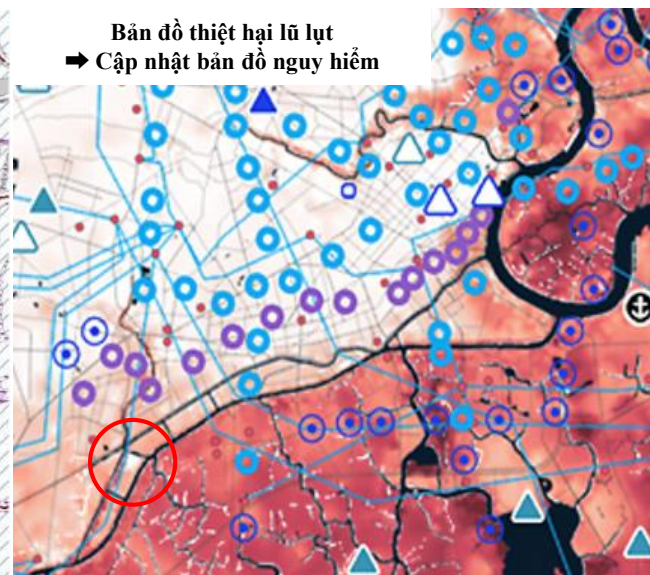 Bản đồ thiệt hại lũ lụt
➡ Cập nhật bản đồ nguy hiểm